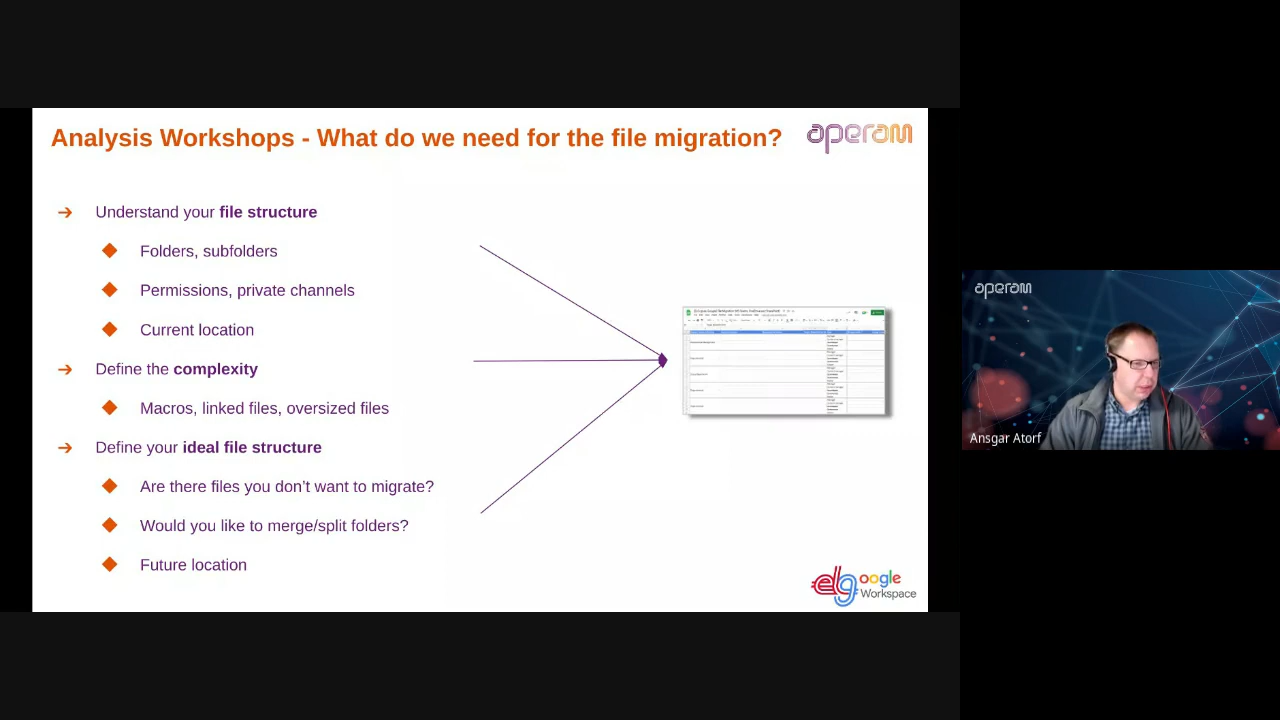 Analysis Workshops - What do we need for the file migration?
aperam
➔ Understand your file structure
◆ Folders, subfolders
◆ Permissions, private channels
◆ Current location
➔ Define the complexity
◆ Macros, linked files, oversized files
➔ Define your ideal file structure
◆ Are there files you don’t want to migrate?
◆ Would you like to merge/split folders?
◆ Future location
elg oogle
Workspace
aperam
Ansgar Atorf